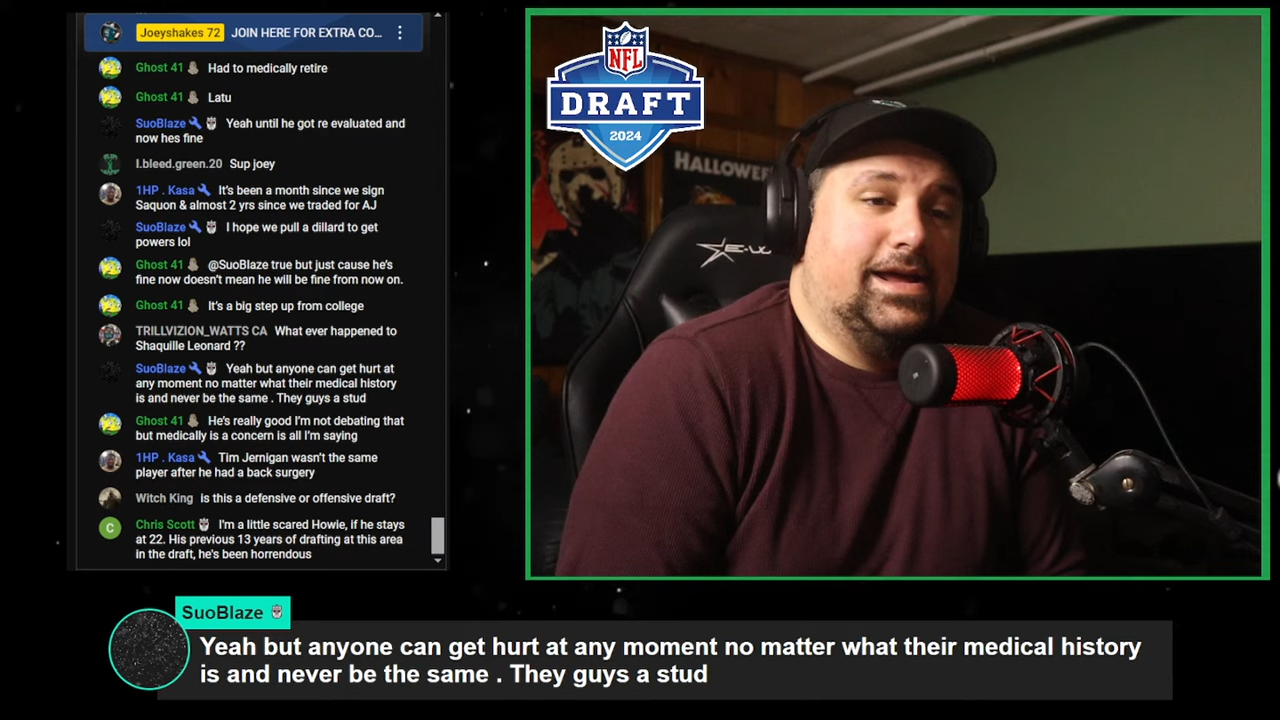 Joeyshakes 72 JOIN HERE FOR EXTRA CO...
Ghost 41 Had to medically retire
Ghost 41 Latu
SuoBlaze Yeah until he got re evaluated and
now hes fine
I.bleed.green.20 Sup joey
1HP . Kasa It's been a month since we sign
Saquon & almost 2 yrs since we traded for AJ
SuoBlaze I hope we pull a dillard to get
powers lol
Ghost 41 @SuoBlaze true but just cause he's
fine now doesn't mean he will be fine from now on.
Ghost 41 It's a big step up from college
TRILLVIZION_WATTS CA What ever happened to
Shaquille Leonard ??
SuoBlaze Yeah but anyone can get hurt at
any moment no matter what their medical history
is and never be the same . They guys a stud
Ghost 41 He's really good I'm not debating that
but medically is a concern is all I'm saying
1HP . Kasa Tim Jernigan wasn't the same
player after he had a back surgery
Witch King is this a defensive or offensive draft?
C
Chris Scott I'm a little scared Howie, if he stays
at 22. His previous 13 years of drafting at this area
in the draft, he's been horrendous
NFL
DRAFT
2024
SuoBlaze
Yeah but anyone can get hurt at any moment no matter what their medical history
is and never be the same . They guys a stud